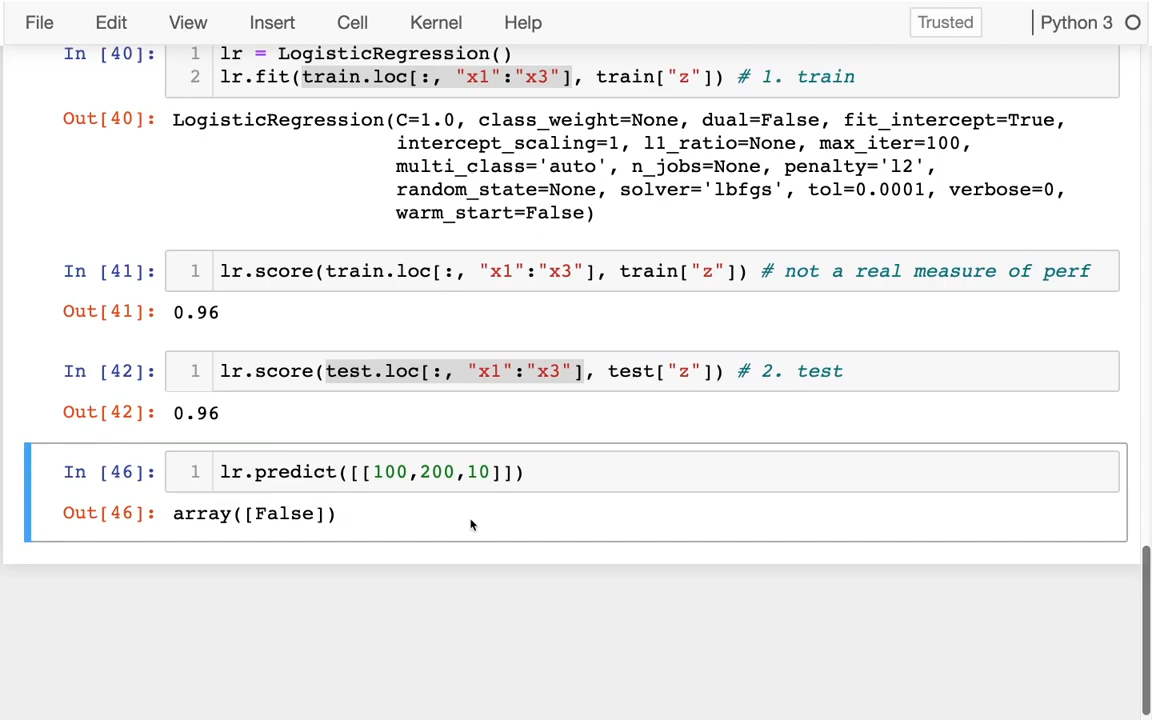 File Edit View Insert Cell Kernel Help Trusted Python 3
In [40]: 1 lr = LogisticRegression()
2 lr.fit(train.loc[:, "x1":"x3"], train["z"]) # 1. train
Out[40]: LogisticRegression(C=1.0, class_weight=None, dual=False, fit_intercept=True,
intercept_scaling=1, l1_ratio=None, max_iter=100,
multi_class='auto', n_jobs=None, penalty='l2',
random_state=None, solver='lbfgs', tol=0.0001, verbose=0,
warm_start=False)
In [41]: 1 lr.score(train.loc[:, "x1":"x3"], train["z"]) # not a real measure of perf
Out[41]: 0.96
In [42]: 1 lr.score(test.loc[:, "x1":"x3"], test["z"]) # 2. test
Out[42]: 0.96
In [46]: 1 lr.predict([[100,200,10]])
Out[46]: array([False])